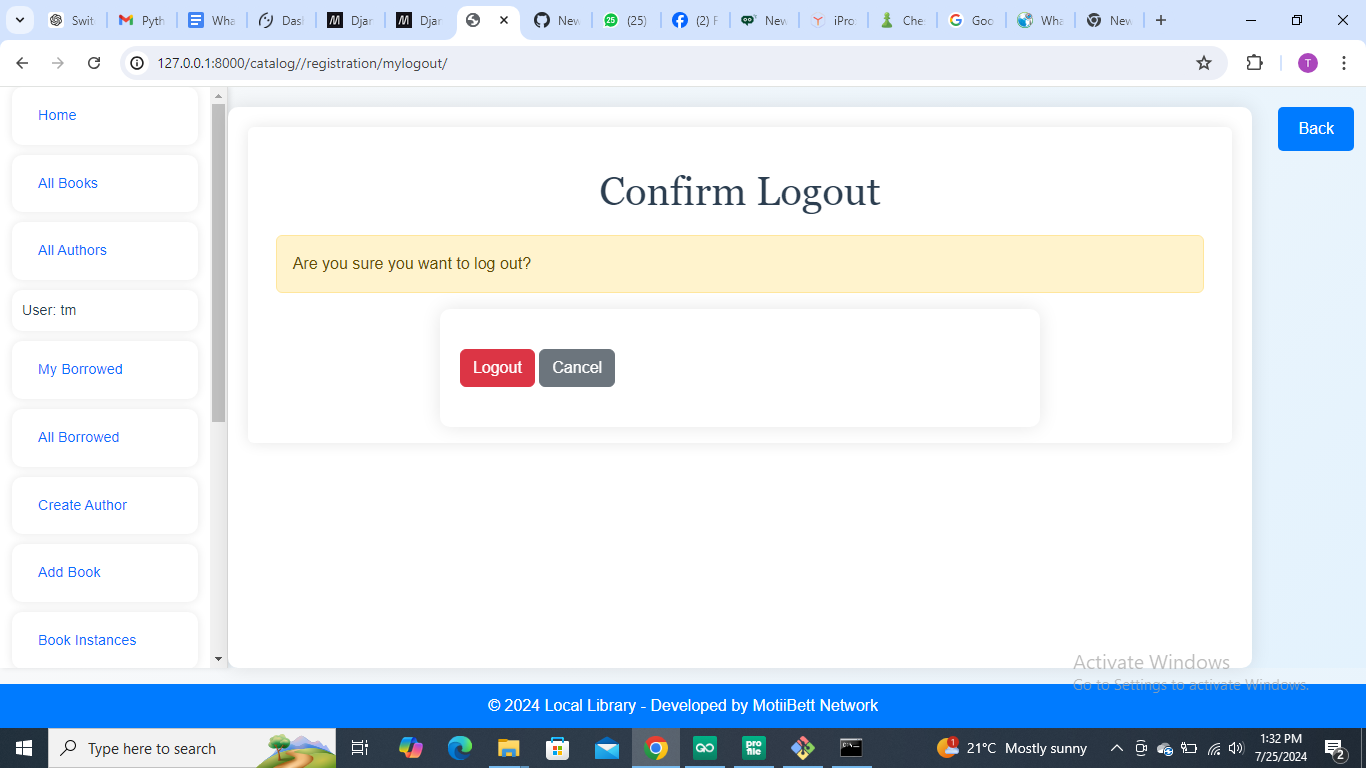 Swit
Pyth
Wha
Das
Djar
Djar
New
(25)
(2) F
New
iPro
Che
Goo
Wha
New
127.0.0.1:8000/catalog//registration/mylogout/
T
Home
All Books
All Authors
User: tm
My Borrowed
All Borrowed
Create Author
Add Book
Book Instances
Back
Confirm Logout
Are you sure you want to log out?
Logout Cancel
Activate Windows
Go to Settings to activate Windows.
© 2024 Local Library - Developed by MotiiBett Network
Type here to search
pro
file
1
21°C Mostly sunny
1:32 PM
7/25/2024
2